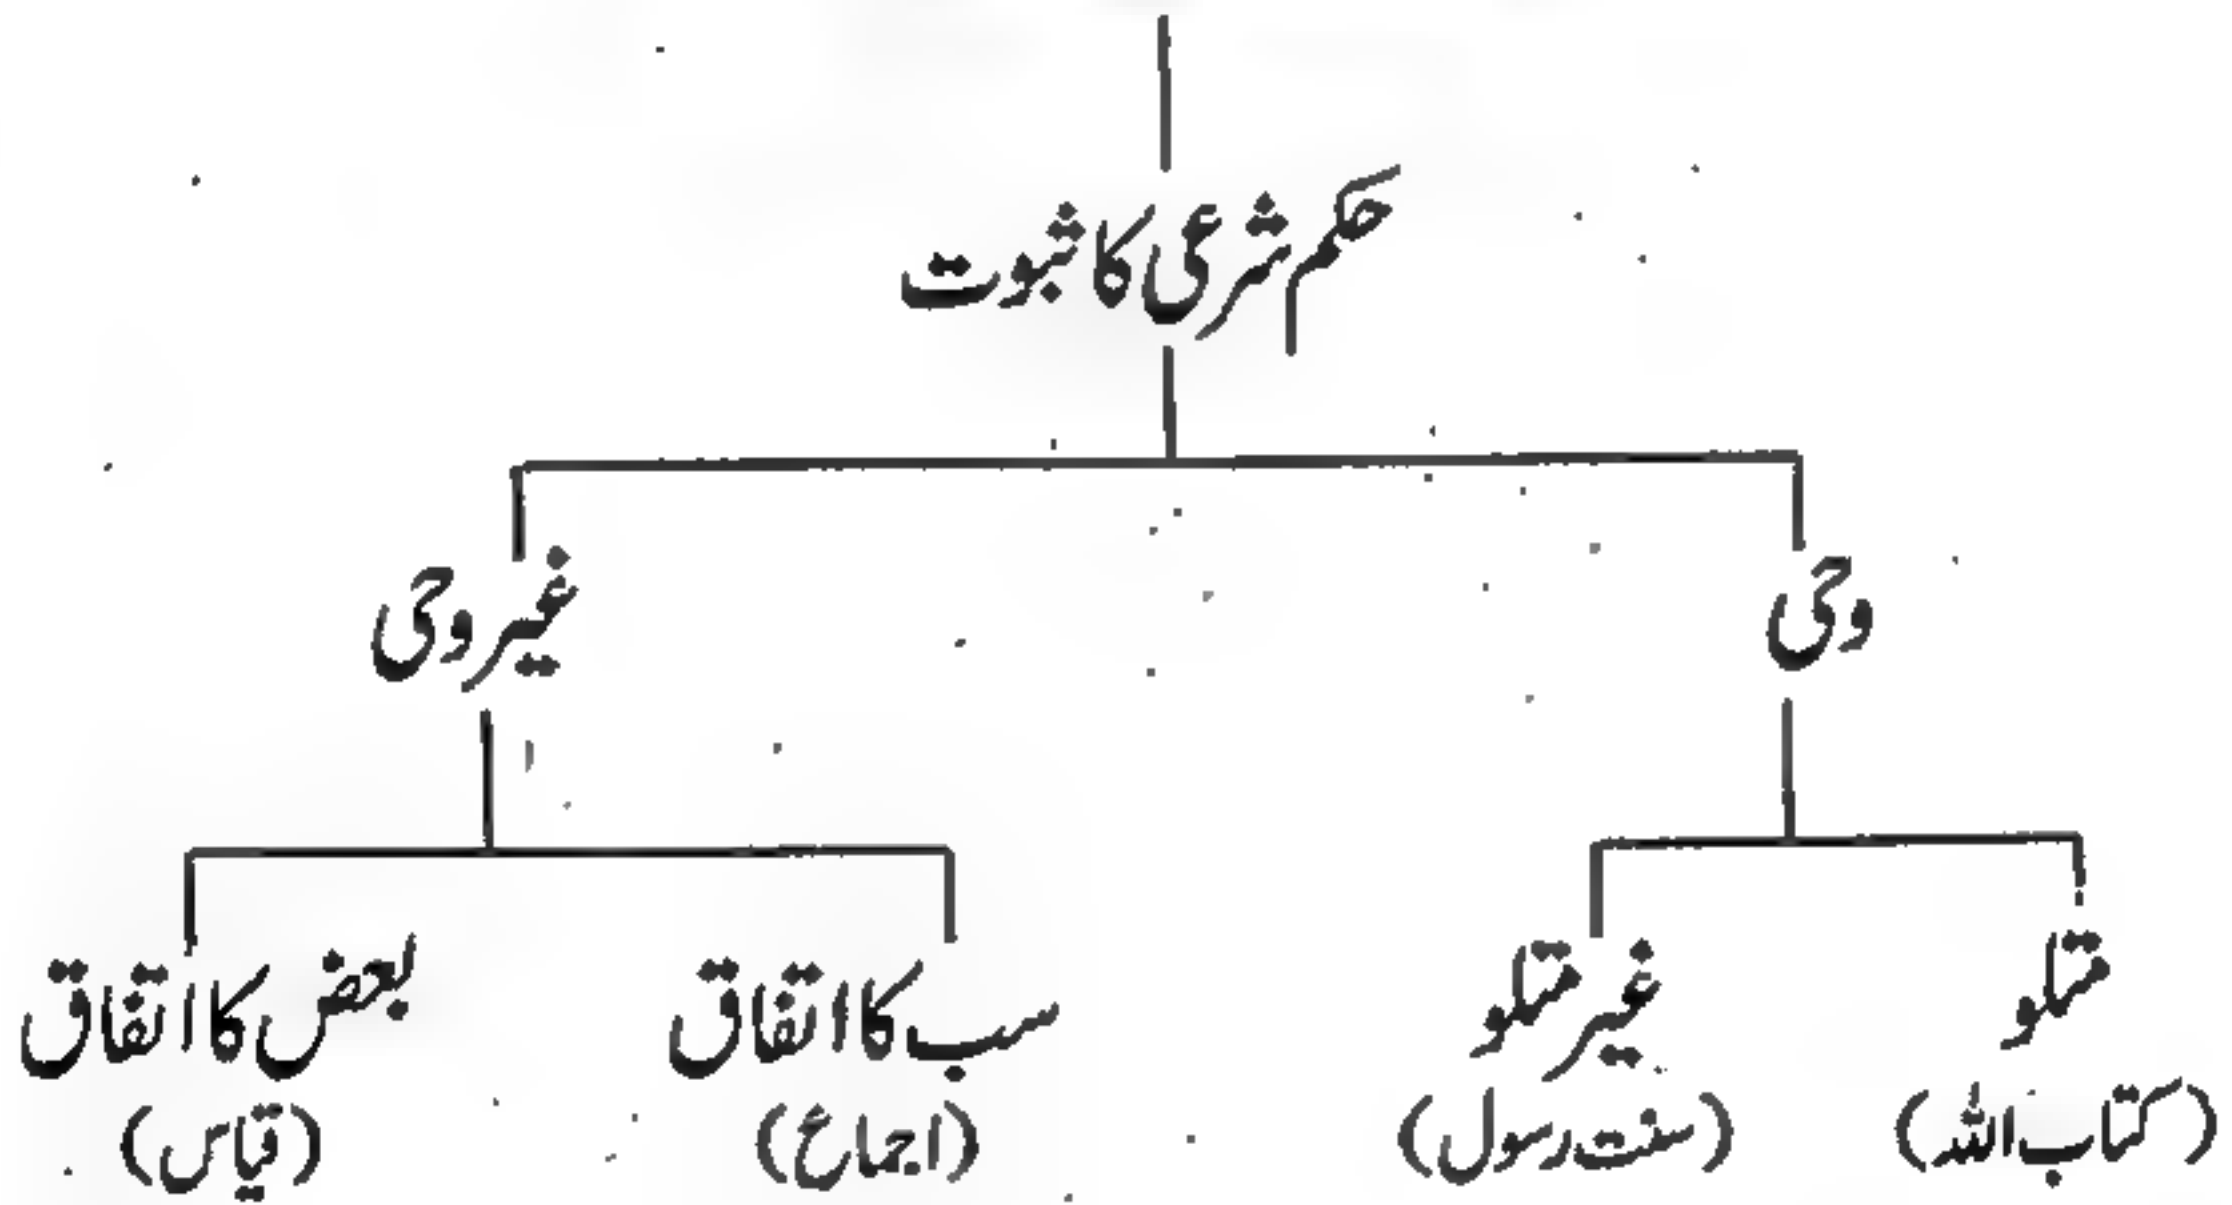 حکم شرعی کا ثبوت
وحی
غیر وحی
متلو
(کتاب اللہ)
غیر متلو
(سنت رسول)
سب کا اتفاق
(اجماع)
بعض کا اتفاق
(قیاس)